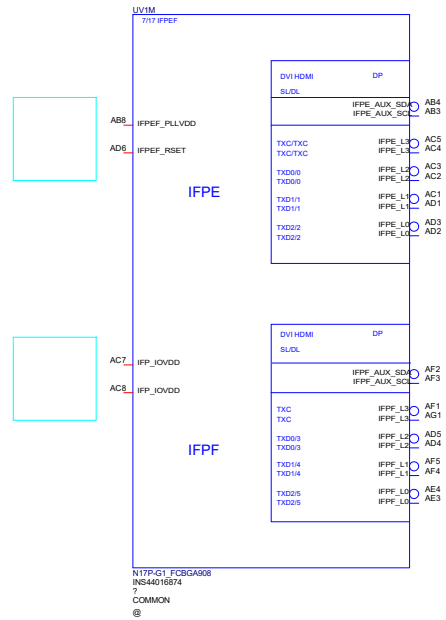 UV1M
7/17 IFPEF
DVI HDMI DP
SL/DL
IFPE_AUX_SDA AB4
IFPE_AUX_SCL AB3
AB8 IFPEF_PLLVDD
AD6 IFPEF_RSET
TXC/TXC IFPE_L3 AC5
TXC/TXC IFPE_L3 AC4
TXD0/0 IFPE_L2 AC3
TXD0/0 IFPE_L2 AC2
IFPE
TXD1/1 IFPE_L1 AC1
TXD1/1 IFPE_L1 AD1
TXD2/2 IFPE_L0 AD3
TXD2/2 IFPE_L0 AD2
DVI HDMI DP
SL/DL
AC7 IFP_IOVDD
IFPF_AUX_SDA AF2
IFPF_AUX_SCL AF3
AC8 IFP_IOVDD
TXC IFPF_L3 AF1
TXC IFPF_L3 AG1
TXD0/3 IFPF_L2 AD5
TXD0/3 IFPF_L2 AD4
IFPF
TXD1/4 IFPF_L1 AF5
TXD1/4 IFPF_L1 AF4
TXD2/5 IFPF_L0 AE4
TXD2/5 IFPF_L0 AE3
N17P-G1_FCBGA908
INS44016874
?
COMMON
@